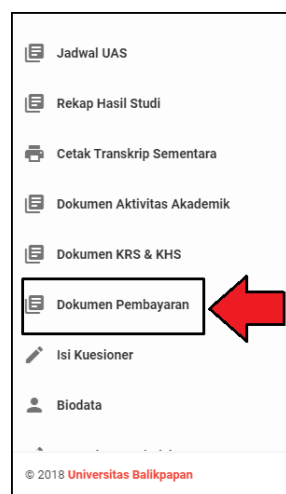 Jadwal UAS
Rekap Hasil Studi
Cetak Transkrip Sementara
Dokumen Aktivitas Akademik
Dokumen KRS & KHS
Dokumen Pembayaran
Isi Kuesioner
Biodata
© 2018 Universitas Balikpapan